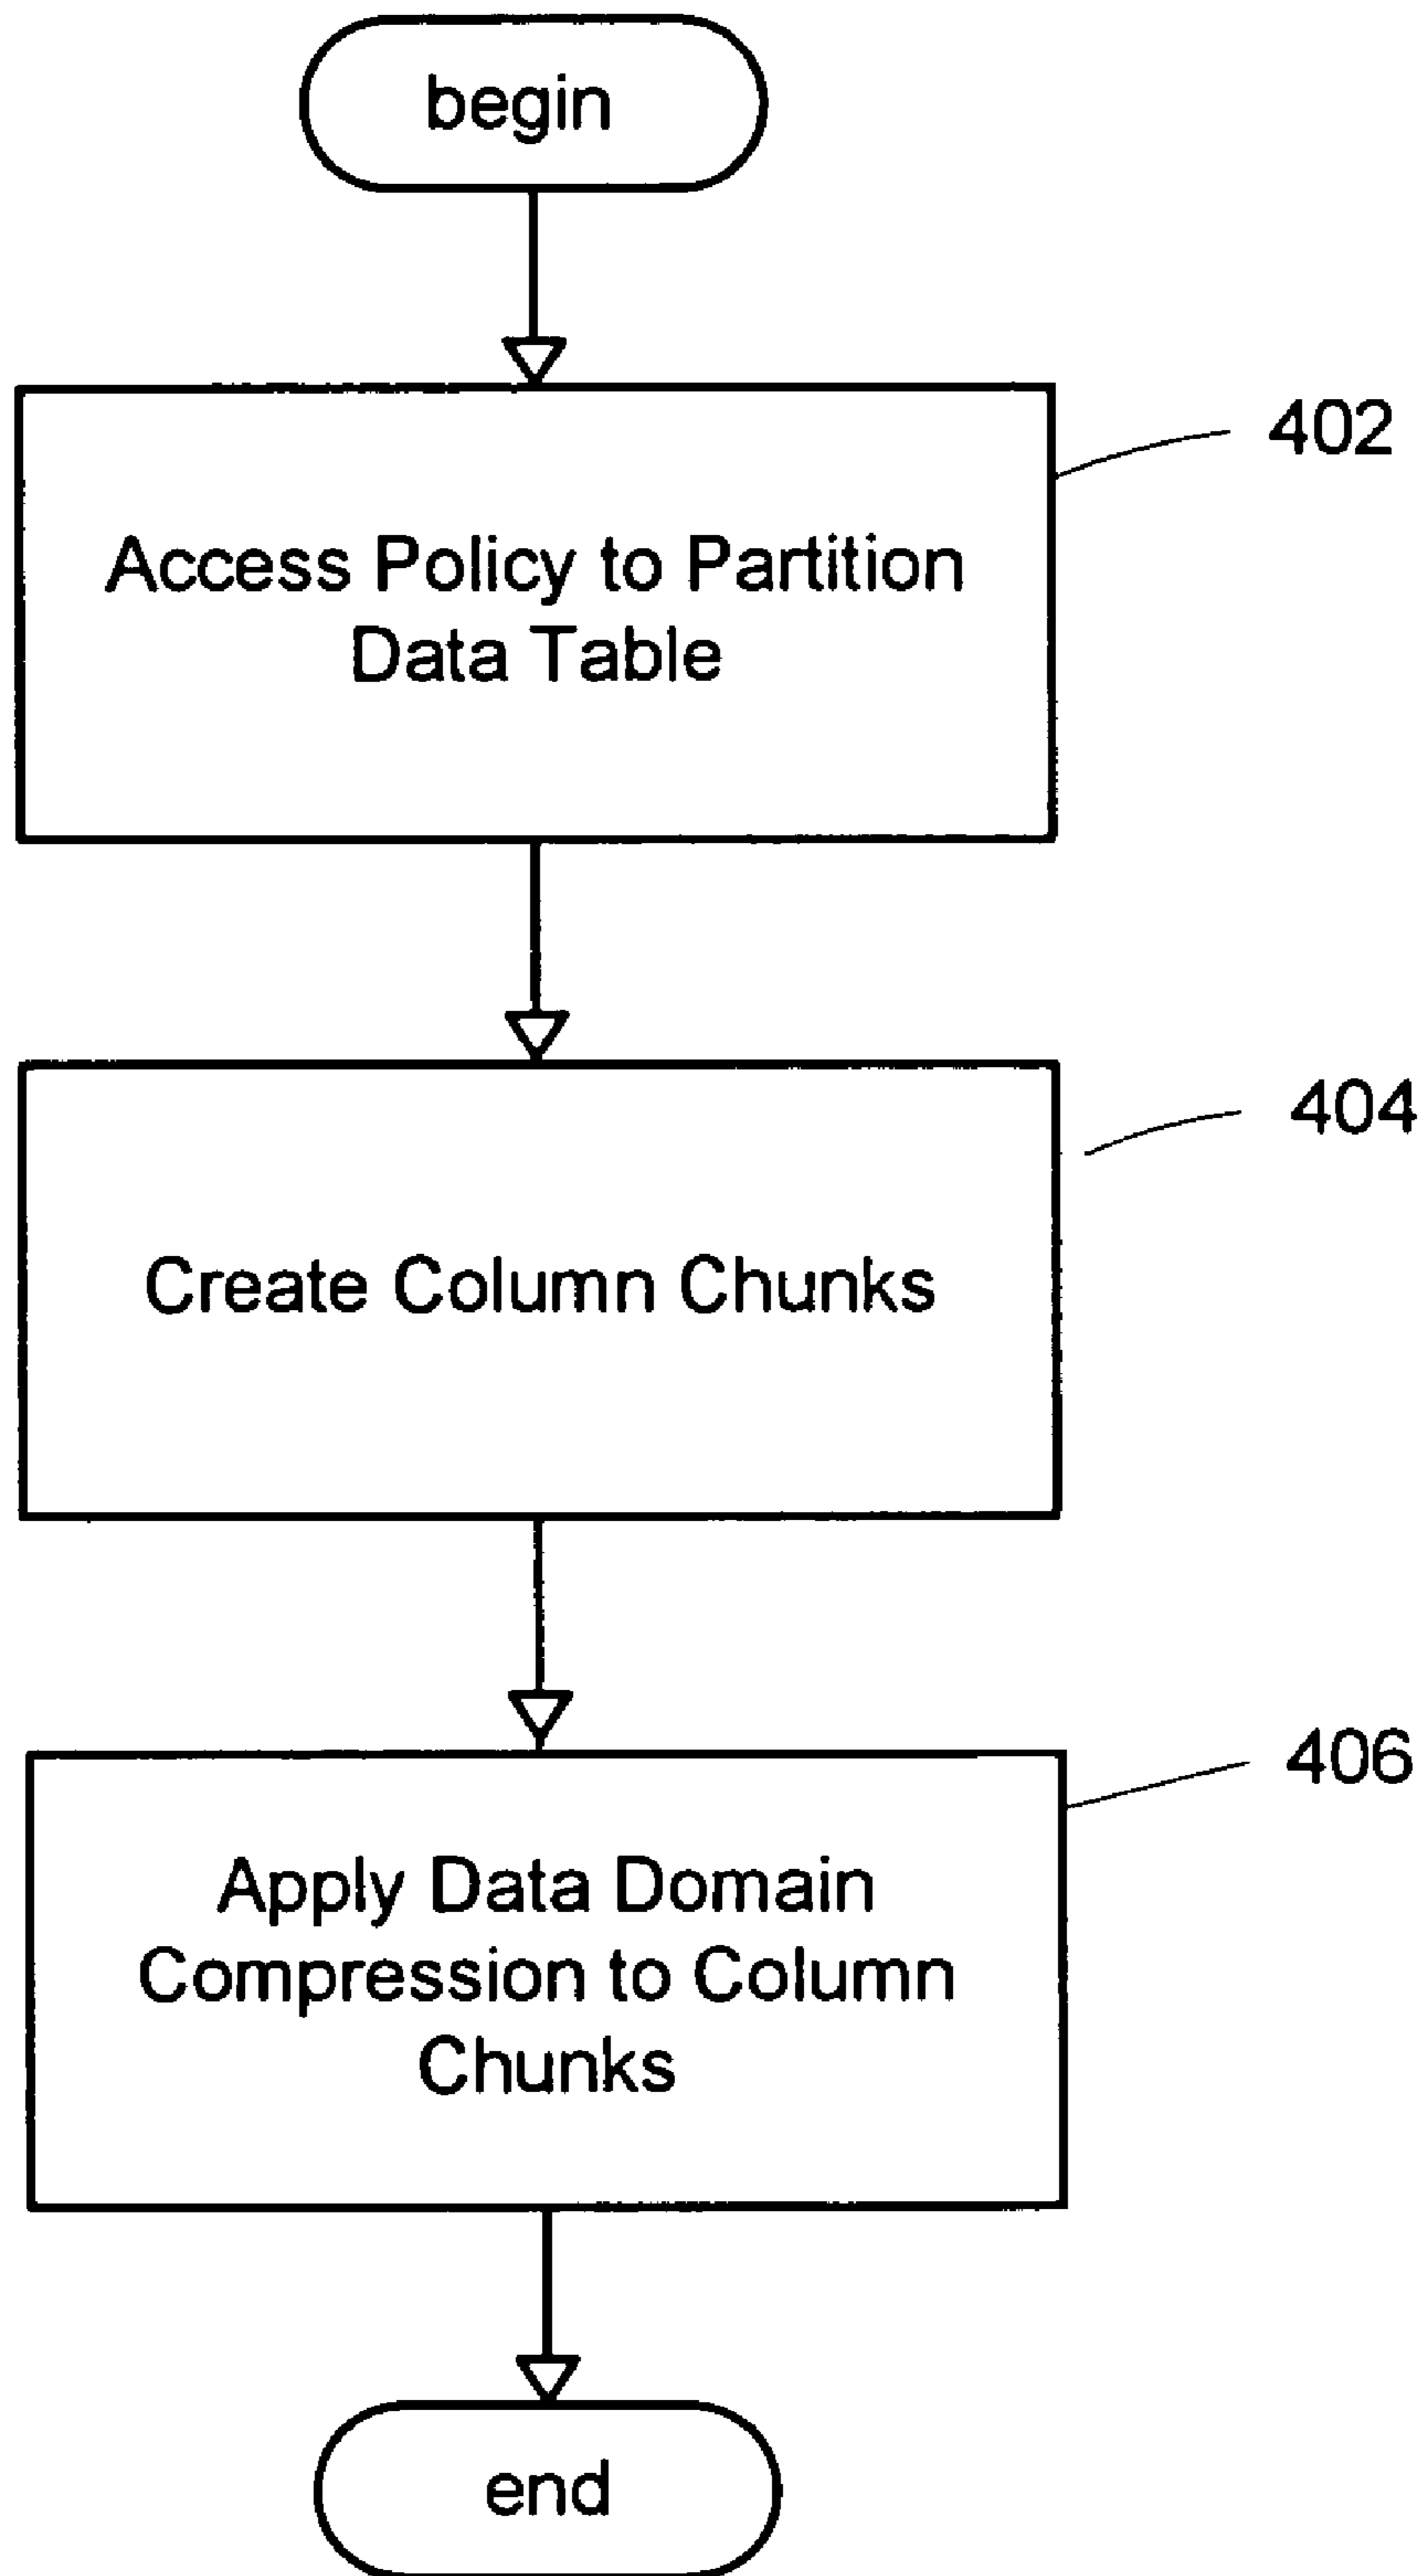 begin
402
Access Policy to Partition
Data Table
404
Create Column Chunks
406
Apply Data Domain
Compression to Column
Chunks
end